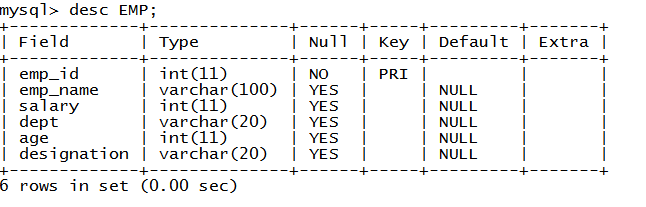 mysql> desc EMP;
+-------------+--------------+------+-----+---------+-------+
| Field       | Type         | Null | Key | Default | Extra |
+-------------+--------------+------+-----+---------+-------+
| emp_id      | int(11)      | NO   | PRI |         |       |
| emp_name    | varchar(100) | YES  |     | NULL    |       |
| salary      | int(11)      | YES  |     | NULL    |       |
| dept        | varchar(20)  | YES  |     | NULL    |       |
| age         | int(11)      | YES  |     | NULL    |       |
| designation | varchar(20)  | YES  |     | NULL    |       |
+-------------+--------------+------+-----+---------+-------+
6 rows in set (0.00 sec)